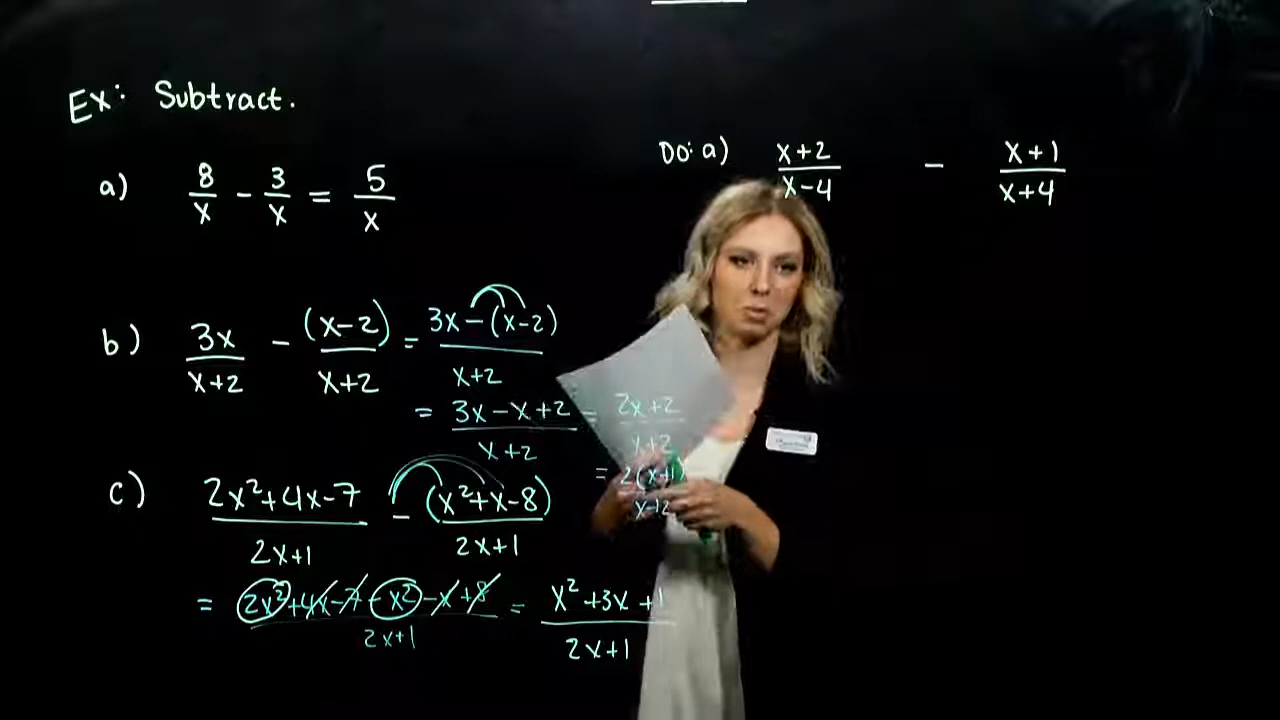 Ex: Subtract.
a) 8/x - 3/x = 5/x
b) 3x/(x+2) - (x-2)/(x+2) = (3x-(x-2))/(x+2)
= (3x-x+2)/(x+2) = (2x+2)/(x+2)
= 2(x+1)/(x+2)
c) (2x²+4x-7)/(2x+1) - (x²+x-8)/(2x+1)
= (2x²+4x-7-x²-x+8)/(2x+1) = (x²+3x+1)/(2x+1)
DO: a) (x+2)/(x-4) - (x+1)/(x+4)